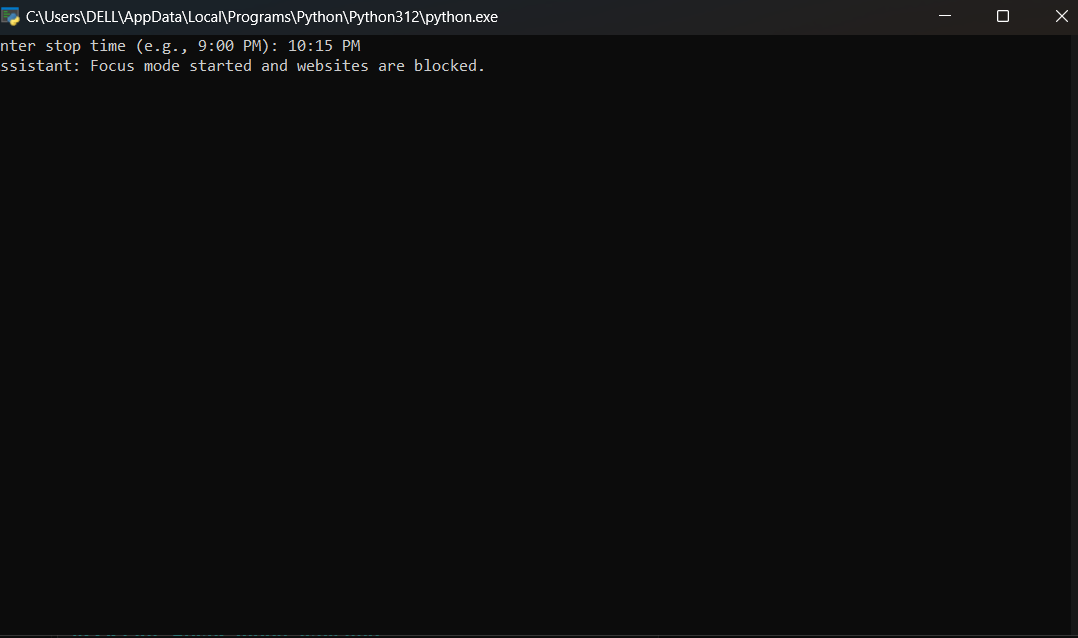 C:\Users\DELL\AppData\Local\Programs\Python\Python312\python.exe
nter stop time (e.g., 9:00 PM): 10:15 PM
ssistant: Focus mode started and websites are blocked.